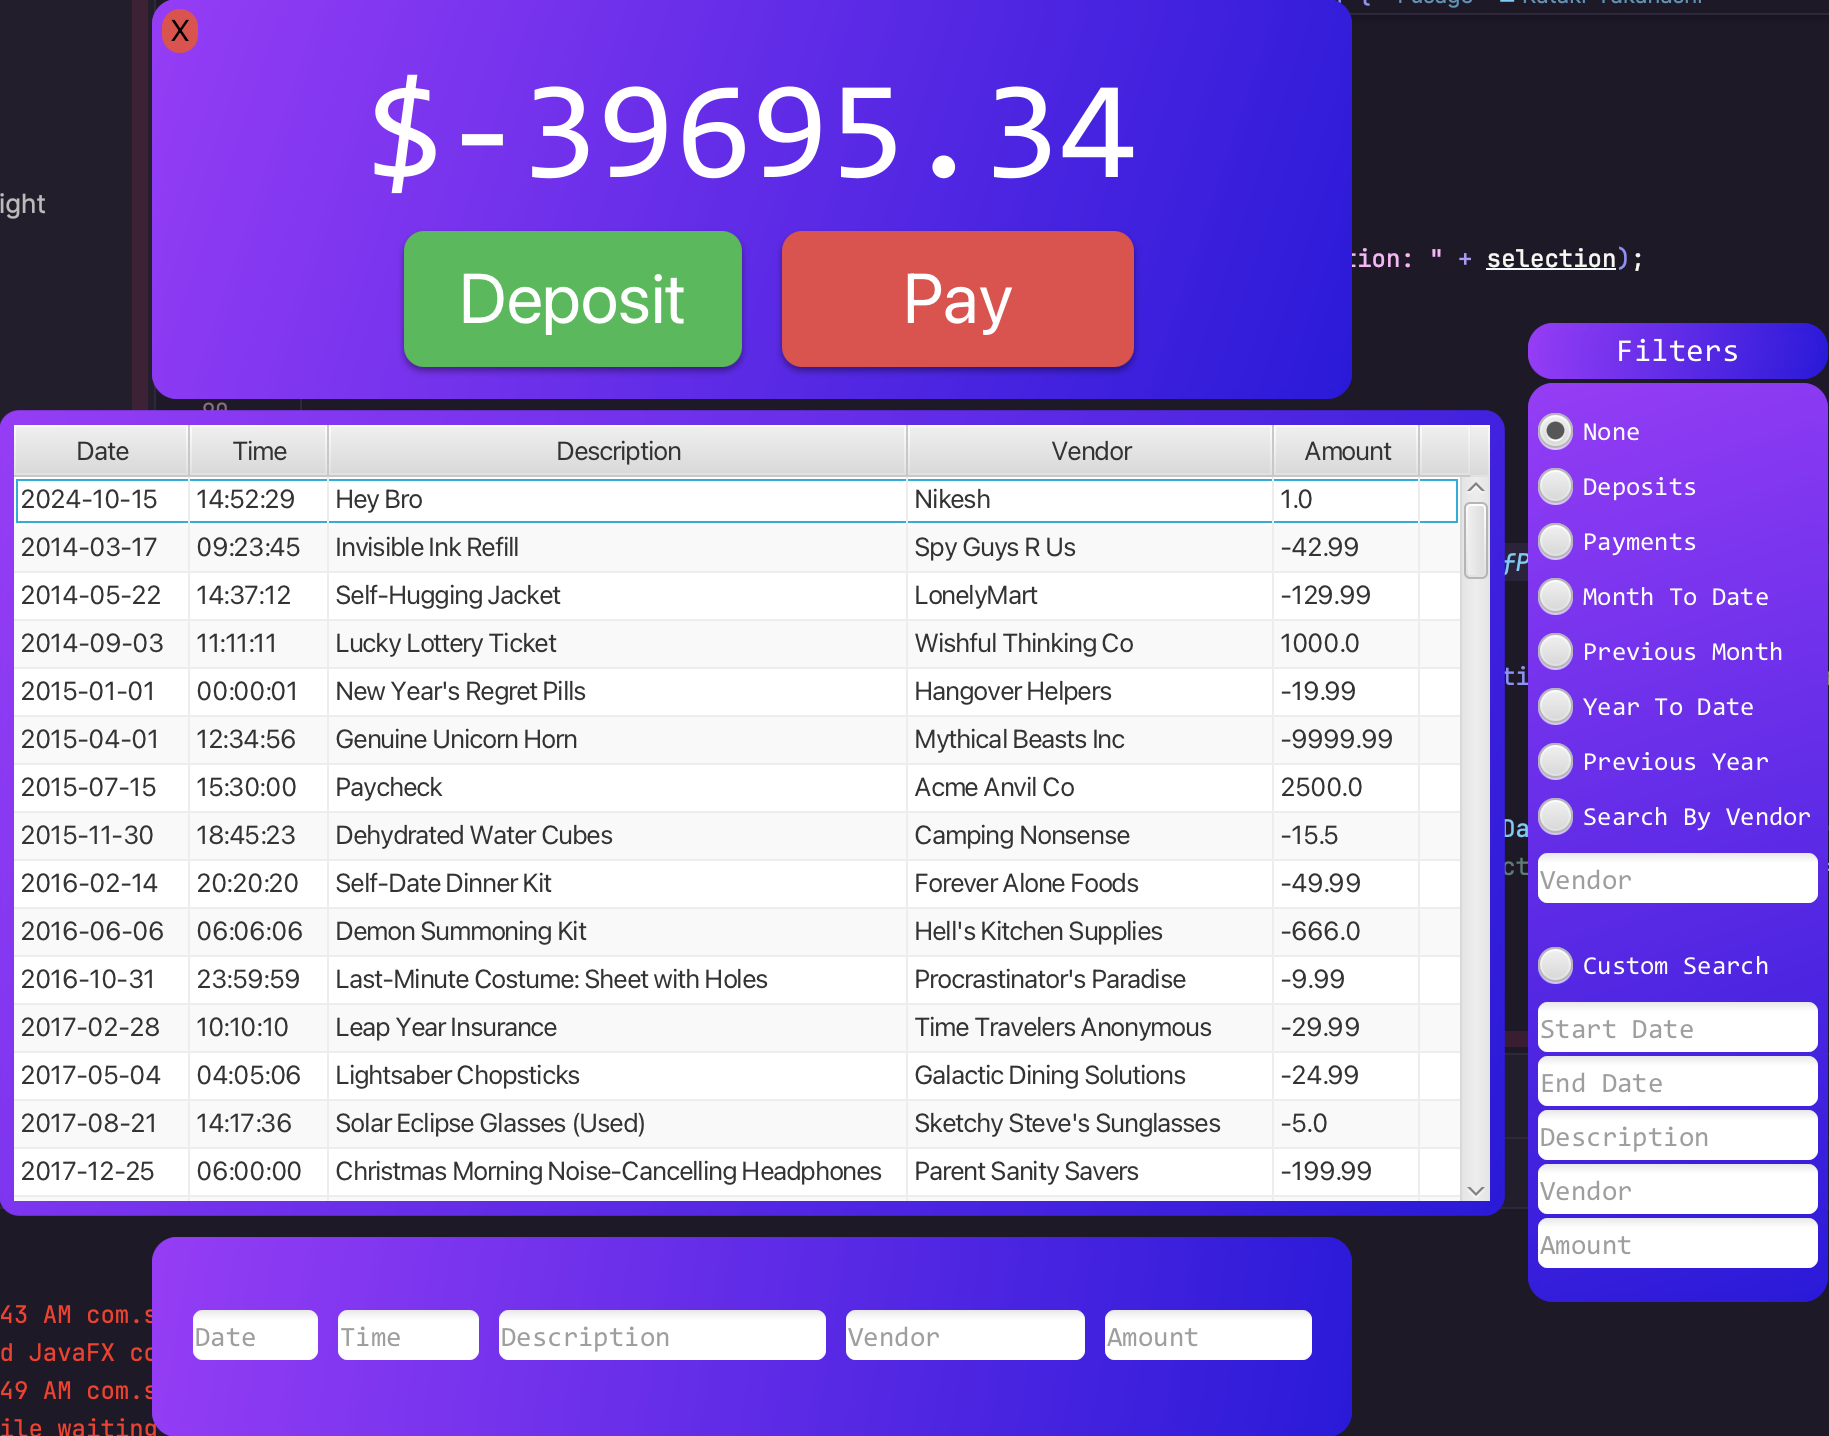 X
$-39695.34
ight
Deposit Pay
tion: " + selection);
Filters
Date Time Description Vendor Amount
2024-10-15 14:52:29 Hey Bro Nikesh 1.0
2014-03-17 09:23:45 Invisible Ink Refill Spy Guys R Us -42.99
2014-05-22 14:37:12 Self-Hugging Jacket LonelyMart -129.99
2014-09-03 11:11:11 Lucky Lottery Ticket Wishful Thinking Co 1000.0
2015-01-01 00:00:01 New Year's Regret Pills Hangover Helpers -19.99
2015-04-01 12:34:56 Genuine Unicorn Horn Mythical Beasts Inc -9999.99
2015-07-15 15:30:00 Paycheck Acme Anvil Co 2500.0
2015-11-30 18:45:23 Dehydrated Water Cubes Camping Nonsense -15.5
2016-02-14 20:20:20 Self-Date Dinner Kit Forever Alone Foods -49.99
2016-06-06 06:06:06 Demon Summoning Kit Hell's Kitchen Supplies -666.0
2016-10-31 23:59:59 Last-Minute Costume: Sheet with Holes Procrastinator's Paradise -9.99
2017-02-28 10:10:10 Leap Year Insurance Time Travelers Anonymous -29.99
2017-05-04 04:05:06 Lightsaber Chopsticks Galactic Dining Solutions -24.99
2017-08-21 14:17:36 Solar Eclipse Glasses (Used) Sketchy Steve's Sunglasses -5.0
2017-12-25 06:00:00 Christmas Morning Noise-Cancelling Headphones Parent Sanity Savers -199.99
None
Deposits
Payments
Month To Date
Previous Month
Year To Date
Previous Year
Search By Vendor
Vendor
Custom Search
Start Date
End Date
Description
Vendor
Amount
Date Time Description Vendor Amount
43 AM com.s
d JavaFX co
49 AM com.s
ile waiting